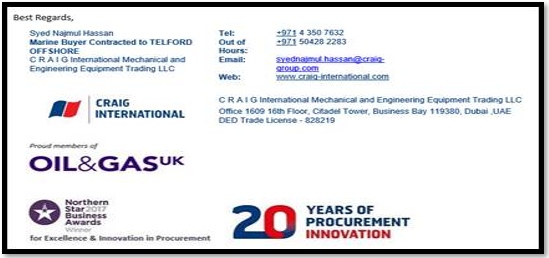 Best Regards,
Syed Najmul Hassan
Marine Buyer Contracted to TELFORD
OFFSHORE
C R A I G International Mechanical and
Engineering Equipment Trading LLC
Tel: +971 4 350 7632
Out of Hours: +971 50428 2283
Email: syednajmul.hassan@craig-
group.com
Web: www.craig-international.com
CRAIG
INTERNATIONAL
C R A I G International Mechanical and Engineering Equipment Trading LLC
Office 1609 16th Floor, Citadel Tower, Business Bay 119380, Dubai ,UAE
DED Trade License - 828219
Proud members of
OIL&GASUK
Northern
Star2017
Business
Awards
Winner
for Excellence & Innovation in Procurement
20 YEARS OF
PROCUREMENT
INNOVATION